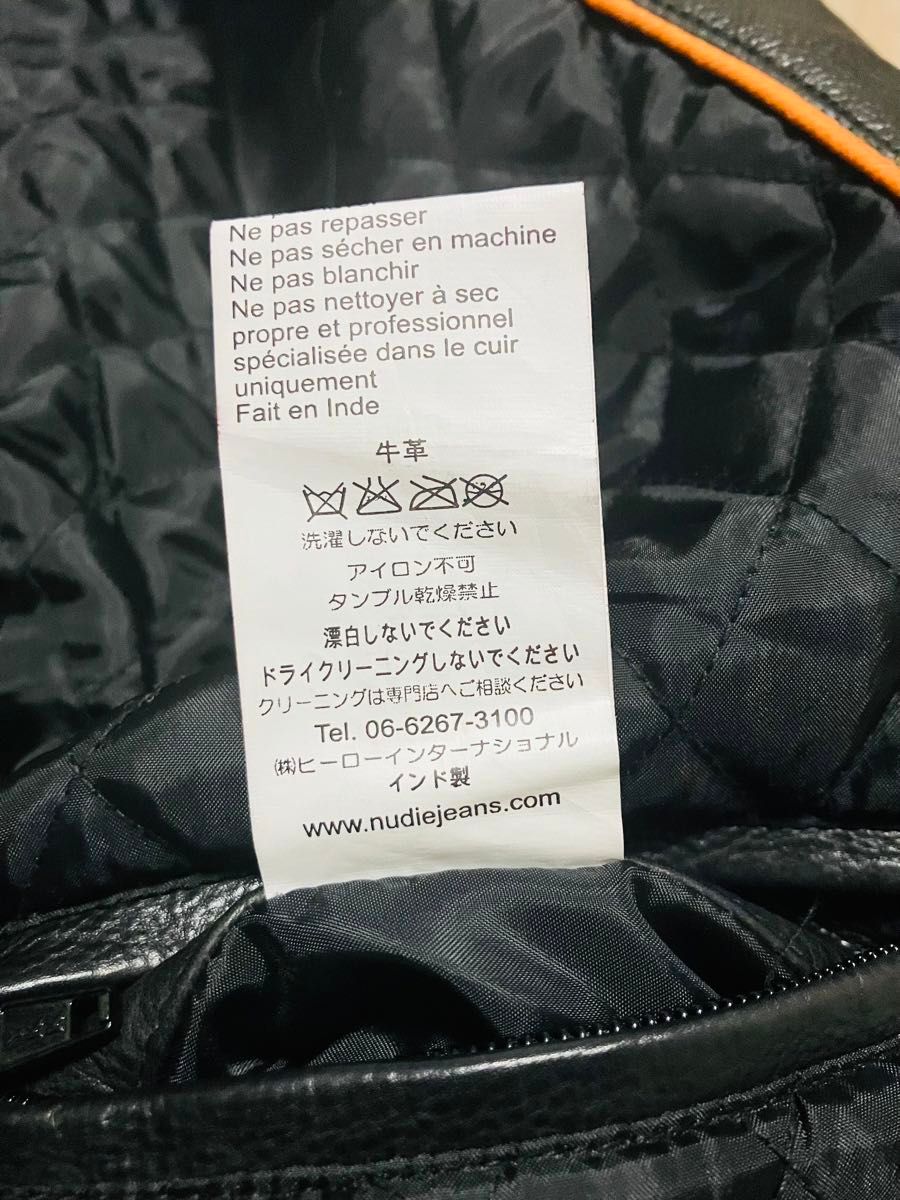 Ne pas repasser
Ne pas sécher en machine
Ne pas blanchir
Ne pas nettoyer à sec
propre et professionnel
spécialisée dans le cuir
uniquement
Fait en Inde
牛革
洗濯しないでください
アイロン不可
タンブル乾燥禁止
漂白しないでください
ドライクリーニングしないでください
クリーニングは専門店へご相談ください
Tel. 06-6267-3100
㈱ヒーローインターナショナル
インド製
www.nudiejeans.com